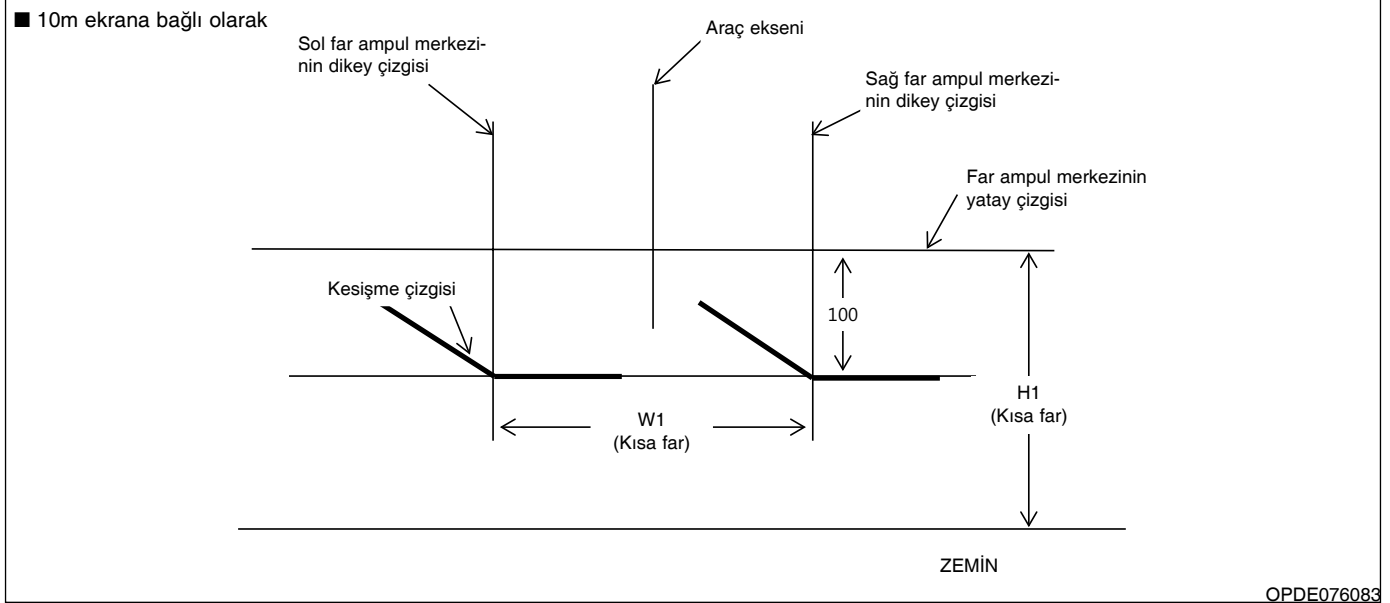 ■ 10m ekrana bağlı olarak
Sol far ampul merkezi-
nin dikey çizgisi
Araç ekseni
Sağ far ampul merkezi-
nin dikey çizgisi
Far ampul merkezinin
yatay çizgisi
Kesişme çizgisi
100
W1
(Kısa far)
H1
(Kısa far)
ZEMİN
OPDE076083